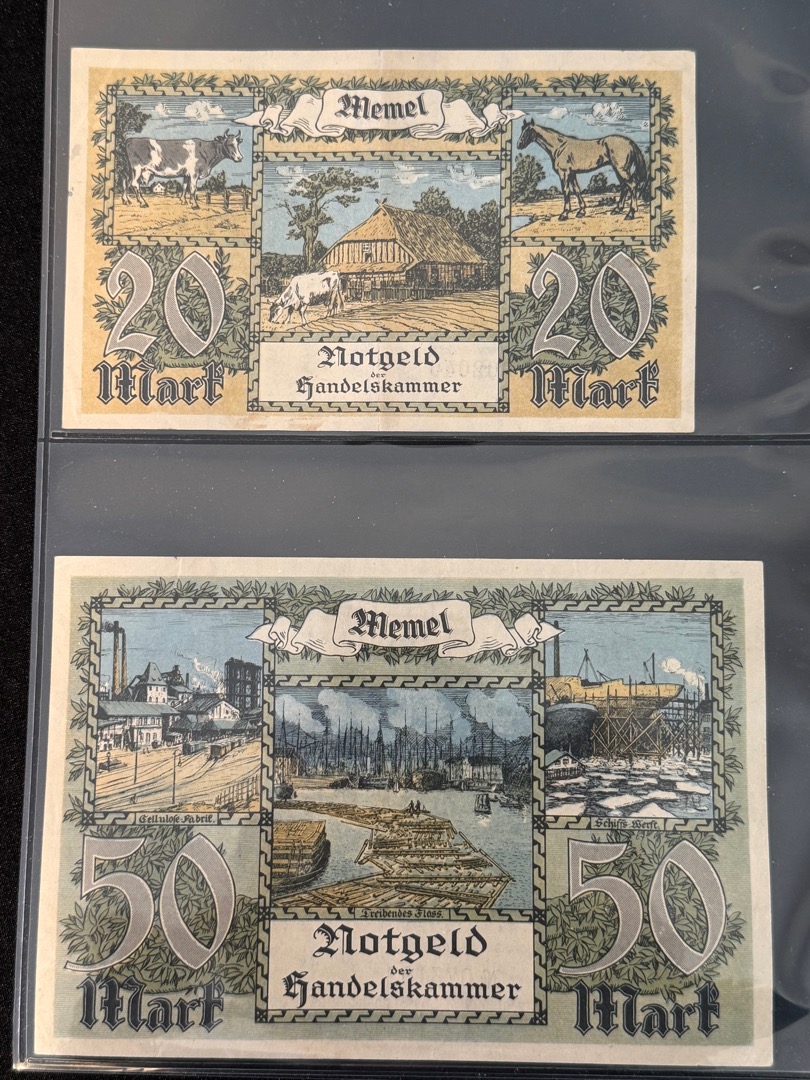 Memel
20 20
Mark Mark
Notgeld
der
Handelskammer
Memel
Cellulose-Fabrik.
Schiffs-Werft.
Treibendes Floss.
50 50
Mark Mark
Notgeld
der
Handelskammer